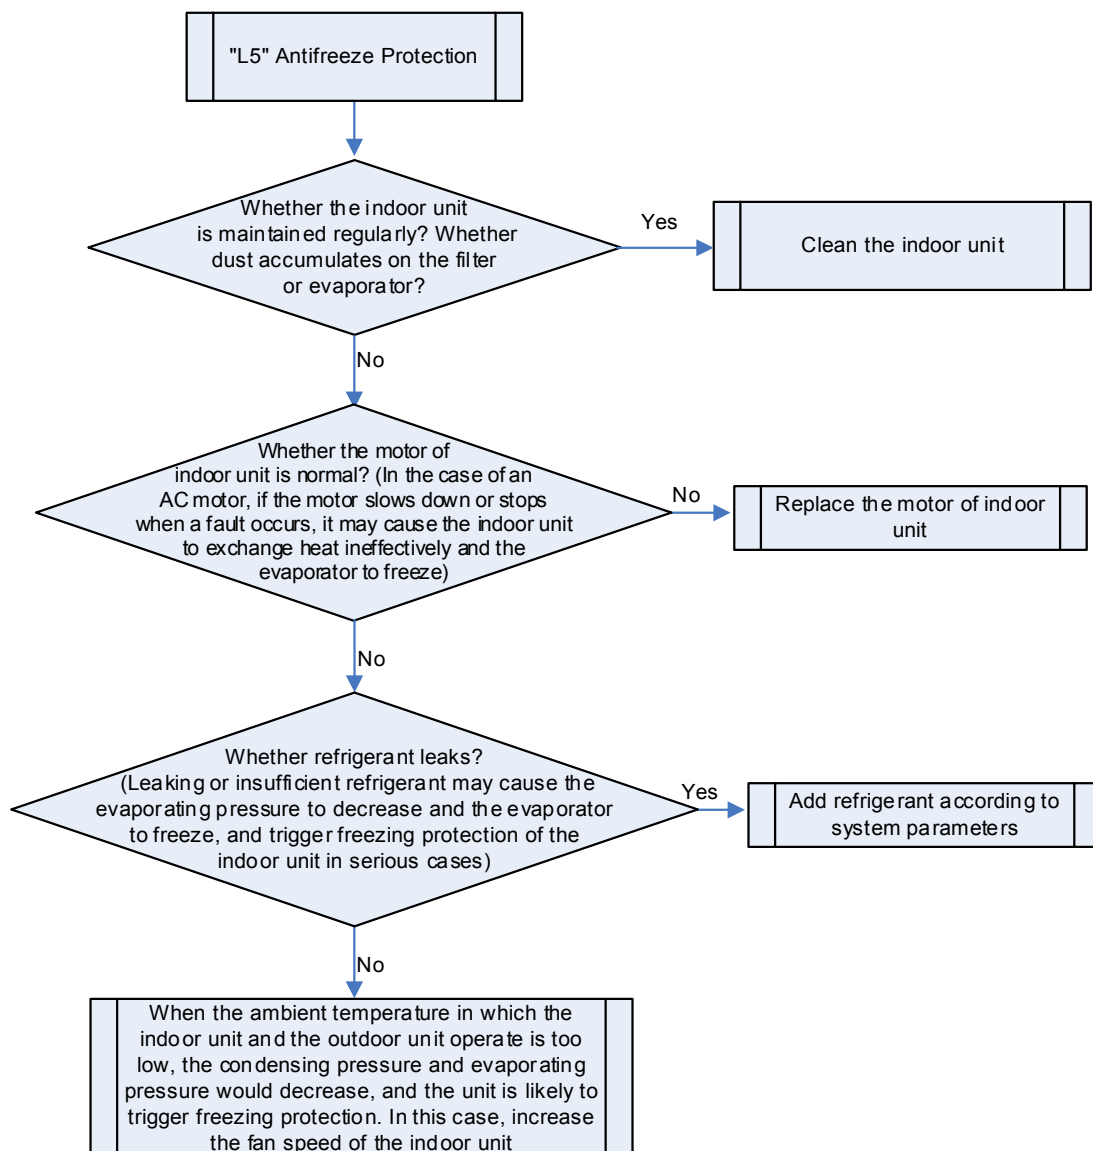 "L5" Antifreeze Protection
Whether the indoor unit
is maintained regularly? Whether
dust accumulates on the filter
or evaporator?
Yes
Clean the indoor unit
No
Whether the motor of
indoor unit is normal? (In the case of an
AC motor, if the motor slows down or stops
when a fault occurs, it may cause the indoor unit
to exchange heat ineffectively and the
evaporator to freeze)
No
Replace the motor of indoor
unit
No
Whether refrigerant leaks?
(Leaking or insufficient refrigerant may cause the
evaporating pressure to decrease and the evaporator
to freeze, and trigger freezing protection of the
indoor unit in serious cases)
Yes
Add refrigerant according to
system parameters
No
When the ambient temperature in which the
indoor unit and the outdoor unit operate is too
low, the condensing pressure and evaporating
pressure would decrease, and the unit is likely to
trigger freezing protection. In this case, increase
the fan speed of the indoor unit